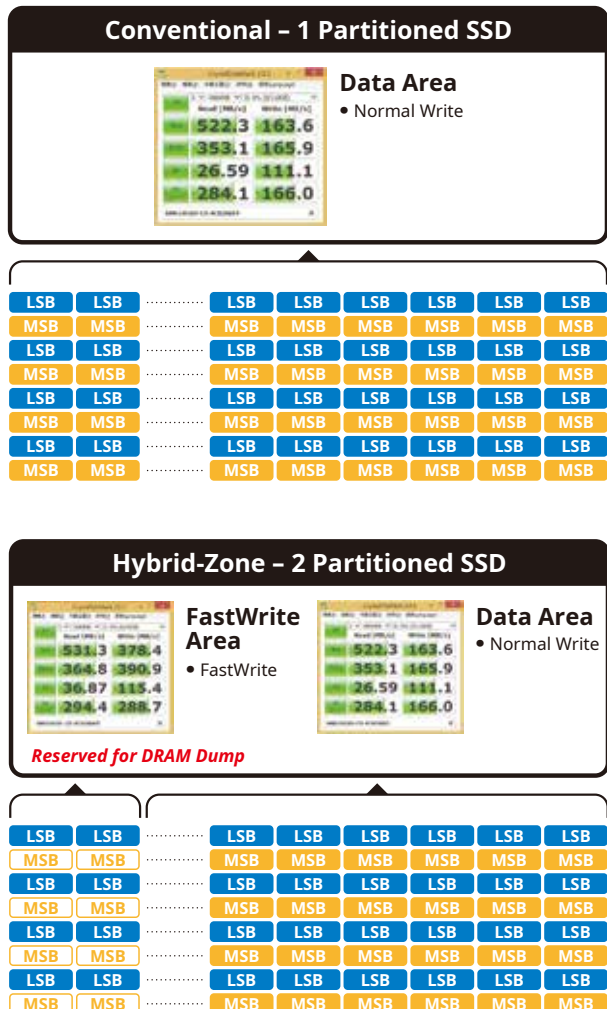 Conventional – 1 Partitioned SSD
Read [MB/s] Write [MB/s]
522.3 163.6
353.1 165.9
26.59 111.1
284.1 166.0
Data Area
• Normal Write
LSB LSB ············ LSB LSB LSB LSB LSB LSB
MSB MSB ············ MSB MSB MSB MSB MSB MSB
LSB LSB ············ LSB LSB LSB LSB LSB LSB
MSB MSB ············ MSB MSB MSB MSB MSB MSB
LSB LSB ············ LSB LSB LSB LSB LSB LSB
MSB MSB ············ MSB MSB MSB MSB MSB MSB
LSB LSB ············ LSB LSB LSB LSB LSB LSB
MSB MSB ············ MSB MSB MSB MSB MSB MSB
Hybrid-Zone – 2 Partitioned SSD
Read [MB/s] Write [MB/s]
531.3 378.4
364.8 390.9
36.87 115.4
294.4 288.7
FastWrite
Area
• FastWrite
Reserved for DRAM Dump
Read [MB/s] Write [MB/s]
522.3 163.6
353.1 165.9
26.59 111.1
284.1 166.0
Data Area
• Normal Write
LSB LSB ············ LSB LSB LSB LSB LSB LSB
MSB MSB ············ MSB MSB MSB MSB MSB MSB
LSB LSB ············ LSB LSB LSB LSB LSB LSB
MSB MSB ············ MSB MSB MSB MSB MSB MSB
LSB LSB ············ LSB LSB LSB LSB LSB LSB
MSB MSB ············ MSB MSB MSB MSB MSB MSB
LSB LSB ············ LSB LSB LSB LSB LSB LSB
MSB MSB ············ MSB MSB MSB MSB MSB MSB